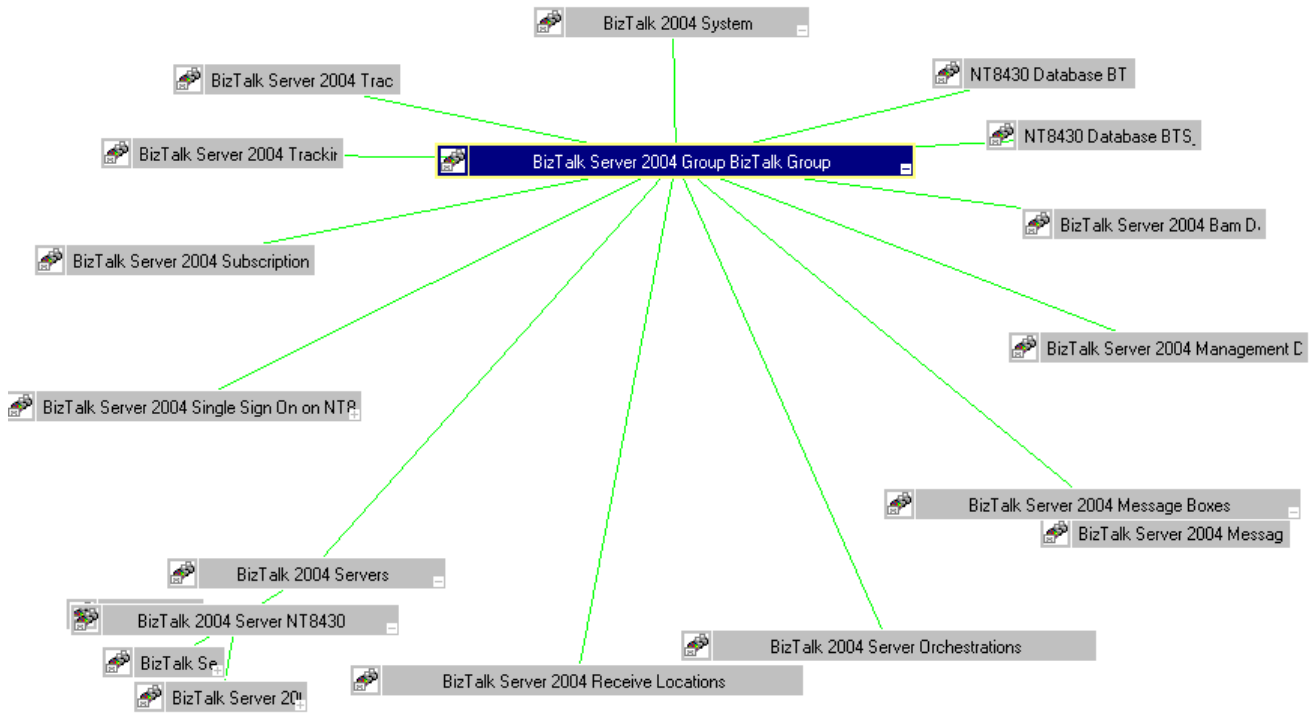 BizTalk 2004 System
BizTalk Server 2004 Trac
NT8430 Database BT
NT8430 Database BTS_
BizTalk Server 2004 Trackir
BizTalk Server 2004 Group BizTalk Group
BizTalk Server 2004 Bam D.
BizTalk Server 2004 Subscription
BizTalk Server 2004 Management D
BizTalk Server 2004 Single Sign On on NT8
BizTalk Server 2004 Message Boxes
BizTalk Server 2004 Messag
BizTalk 2004 Servers
BizTalk 2004 Server NT8430
BizTalk 2004 Server Orchestrations
BizTalk Se
BizTalk Server 2004 Receive Locations
BizTalk Server 20